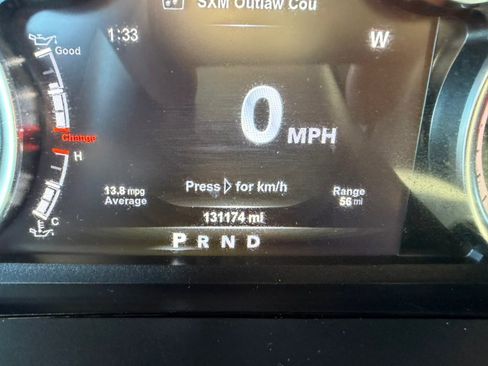 SXM Outlaw Cou
1:33 W
Good
0 MPH
Change
H
13.8 mpg
Average
Press ▷ for km/h
Range
56 mi
C
E
131174 mi
P R N D